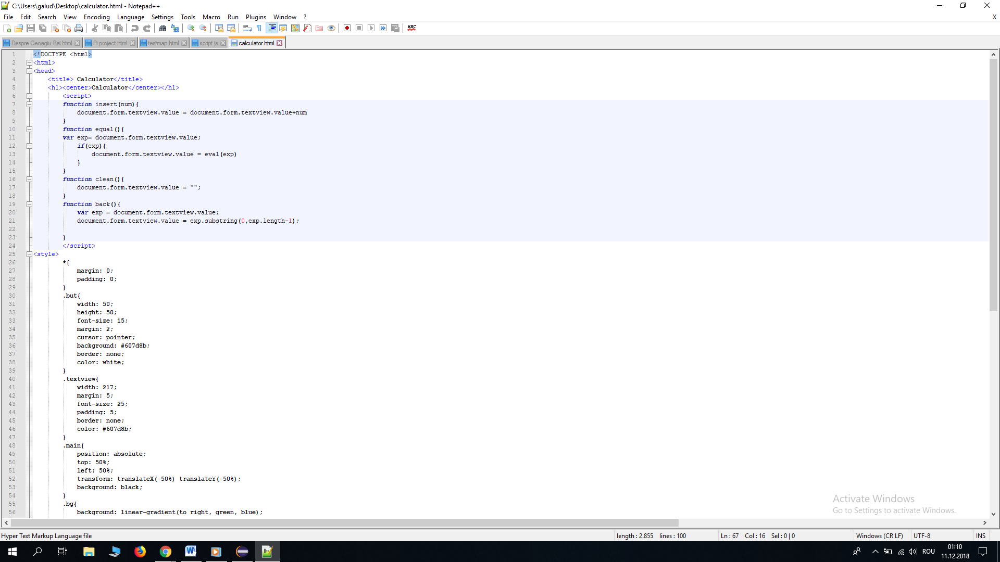 C:\Users\galud\Desktop\calculator.html - Notepad++
File Edit Search View Encoding Language Settings Tools Macro Run Plugins Window ? X
ABC
Despre Geoagiu Bai.html Pi project.html testmap.html script.js calculator.html
1 <!DOCTYPE <html>
2 <html>
3 <head>
4 <title> Calculator</title>
5 <h1><center>Calculator</center></h1>
6 <script>
7 function insert(num){
8 document.form.textview.value = document.form.textview.value+num
9 }
10 function equal(){
11 var exp= document.form.textview.value;
12 if(exp){
13 document.form.textview.value = eval(exp)
14 }
15 }
16 function clean(){
17 document.form.textview.value = "";
18 }
19 function back(){
20 var exp = document.form.textview.value;
21 document.form.textview.value = exp.substring(0,exp.length-1);
22
23 }
24 </script>
25 <style>
26 *{
27 margin: 0;
28 padding: 0;
29 }
30 .but{
31 width: 50;
32 height: 50;
33 font-size: 15;
34 margin: 2;
35 cursor: pointer;
36 background: #607d8b;
37 border: none;
38 color: white;
39 }
40 .textview{
41 width: 217;
42 margin: 5;
43 font-size: 25;
44 padding: 5;
45 border: none;
46 color: #607d8b;
47 }
48 .main{
49 position: absolute;
50 top: 50%;
51 left: 50%;
52 transform: translateX(-50%) translateY(-50%);
53 background: black;
54 }
55 .bg{
56 background: linear-gradient(to right, green, blue);
Activate Windows
Go to Settings to activate Windows.
Hyper Text Markup Language file length : 2.855 lines : 100 Ln : 67 Col : 16 Sel : 0 | 0 Windows (CR LF) UTF-8 INS
ROU 01:10
11.12.2018